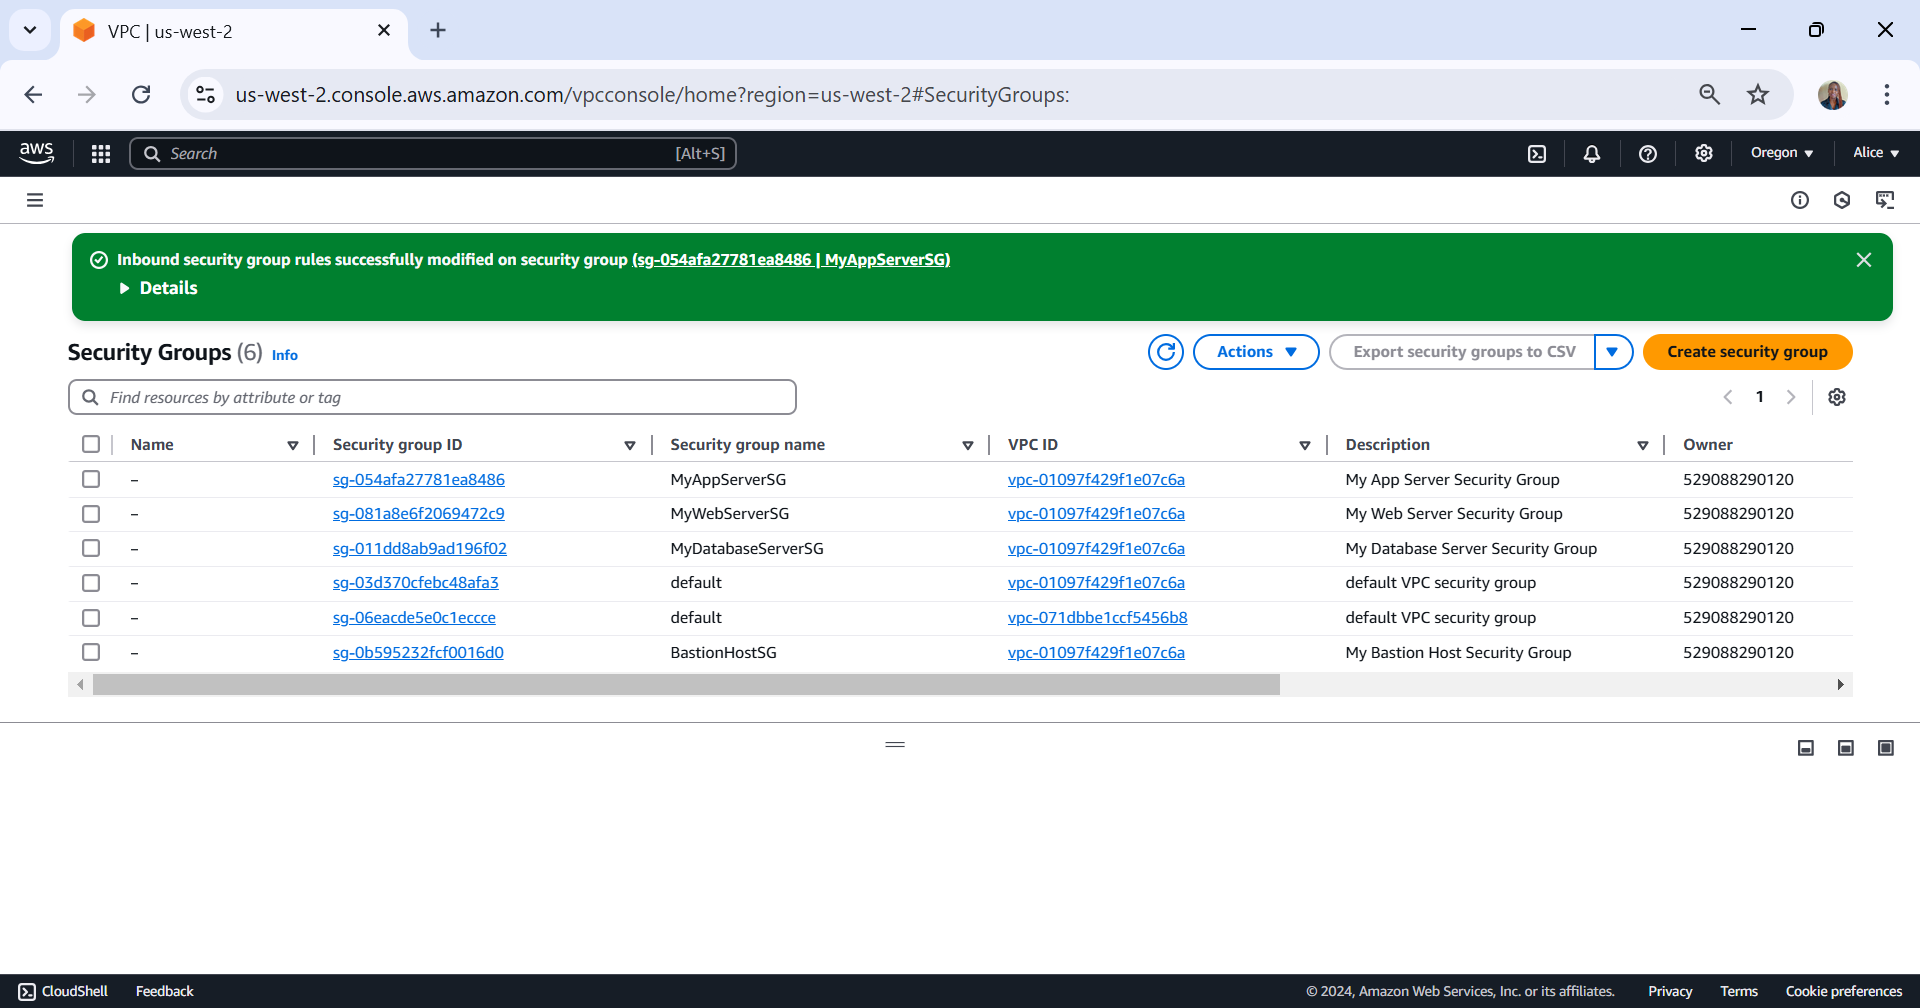 VPC | us-west-2
us-west-2.console.aws.amazon.com/vpcconsole/home?region=us-west-2#SecurityGroups:
aws Search [Alt+S] Oregon Alice
Inbound security group rules successfully modified on security group (sg-054afa27781ea8486 | MyAppServerSG)
Details
Security Groups (6) Info Actions Export security groups to CSV Create security group
Find resources by attribute or tag 1
Name Security group ID Security group name VPC ID Description Owner
– sg-054afa27781ea8486 MyAppServerSG vpc-01097f429f1e07c6a My App Server Security Group 529088290120
– sg-081a8e6f2069472c9 MyWebServerSG vpc-01097f429f1e07c6a My Web Server Security Group 529088290120
– sg-011dd8ab9ad196f02 MyDatabaseServerSG vpc-01097f429f1e07c6a My Database Server Security Group 529088290120
– sg-03d370cfebc48afa3 default vpc-01097f429f1e07c6a default VPC security group 529088290120
– sg-06eacde5e0c1eccce default vpc-071dbbe1ccf5456b8 default VPC security group 529088290120
– sg-0b595232fcf0016d0 BastionHostSG vpc-01097f429f1e07c6a My Bastion Host Security Group 529088290120
CloudShell Feedback © 2024, Amazon Web Services, Inc. or its affiliates. Privacy Terms Cookie preferences